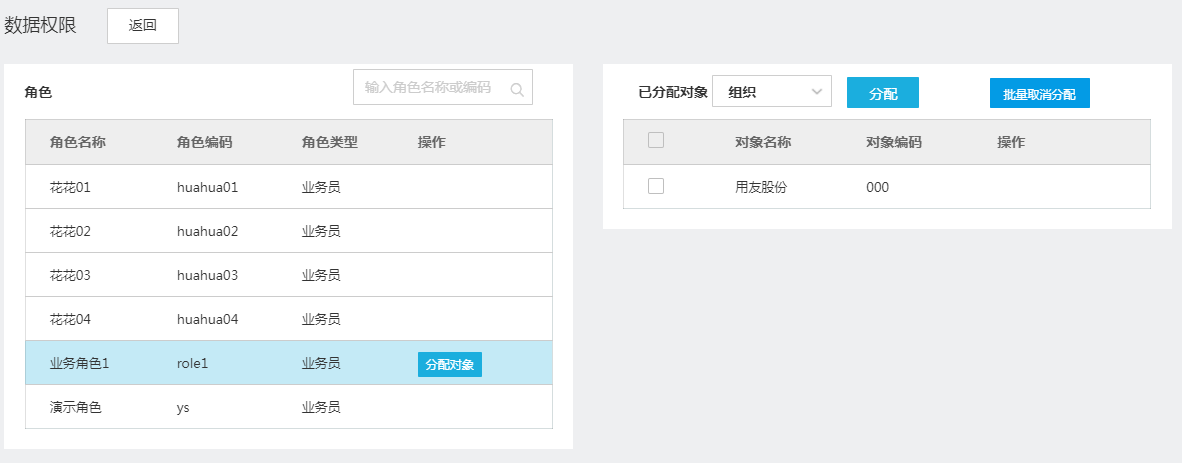 数据权限 返回
角色 输入角色名称或编码
角色名称 角色编码 角色类型 操作
花花01 huahua01 业务员
花花02 huahua02 业务员
花花03 huahua03 业务员
花花04 huahua04 业务员
业务角色1 role1 业务员 分配对象
演示角色 ys 业务员
已分配对象 组织 分配 批量取消分配
对象名称 对象编码 操作
用友股份 000